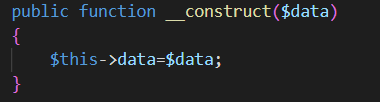 public function __construct($data)
{
    $this->data=$data;
}